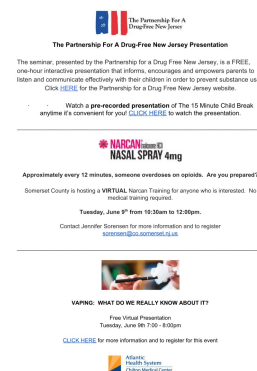 The Partnership For A
Drug-Free New Jersey
The Partnership For A Drug-Free New Jersey Presentation
The seminar, presented by the Partnership for a Drug Free New Jersey, is a FREE,
one-hour interactive presentation that informs, encourages and empowers parents to
listen and communicate effectively with their children in order to prevent substance us
Click HERE for the Partnership for a Drug Free New Jersey website.
· · Watch a pre-recorded presentation of The 15 Minute Child Break
anytime it's convenient for you! CLICK HERE to watch the presentation.
NARCAN (naloxone HCl)
NASAL SPRAY 4mg
Approximately every 12 minutes, someone overdoses on opioids. Are you prepared?
Somerset County is hosting a VIRTUAL Narcan Training for anyone who is interested. No
medical training required.
Tuesday, June 9th from 10:30am to 12:00pm.
Contact Jennifer Sorensen for more information and to register
sorensen@co.somerset.nj.us
VAPING: WHAT DO WE REALLY KNOW ABOUT IT?
Free Virtual Presentation
Tuesday, June 9th 7:00 - 8:00pm
CLICK HERE for more information and to register for this event
Atlantic
Health System
Chilton Medical Center